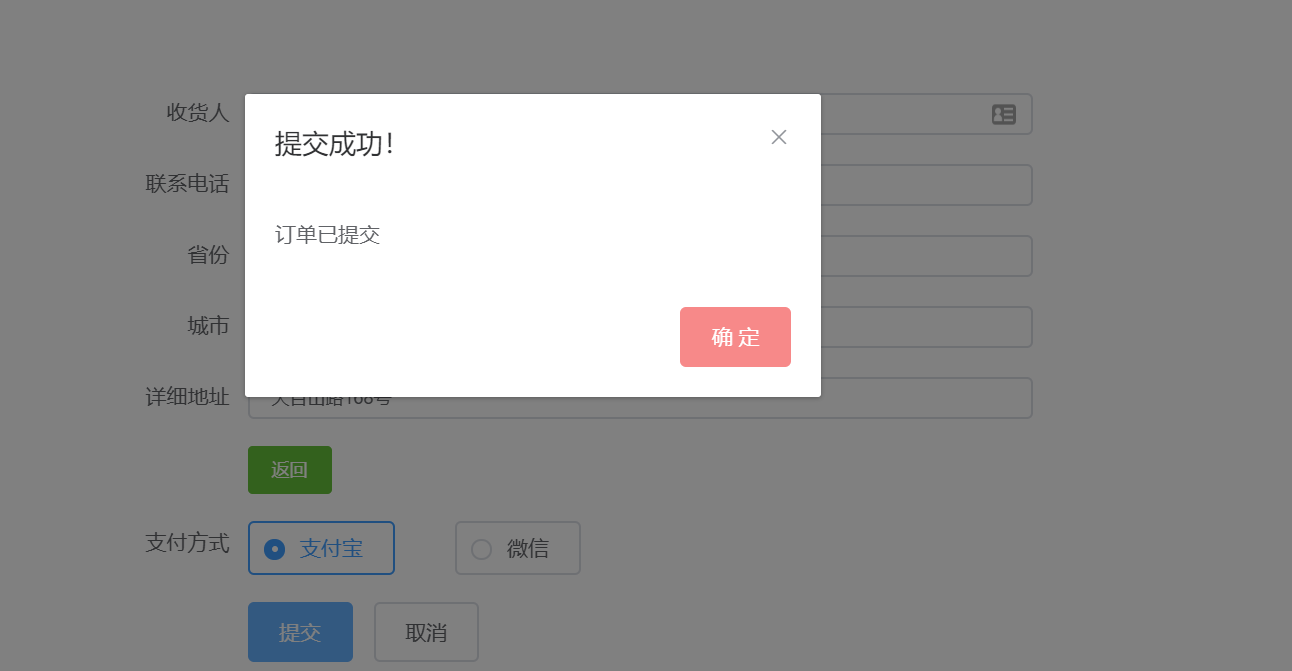 收货人
提交成功！
联系电话
订单已提交
省份
城市
确 定
详细地址
返回
支付方式
支付宝
微信
提交
取消